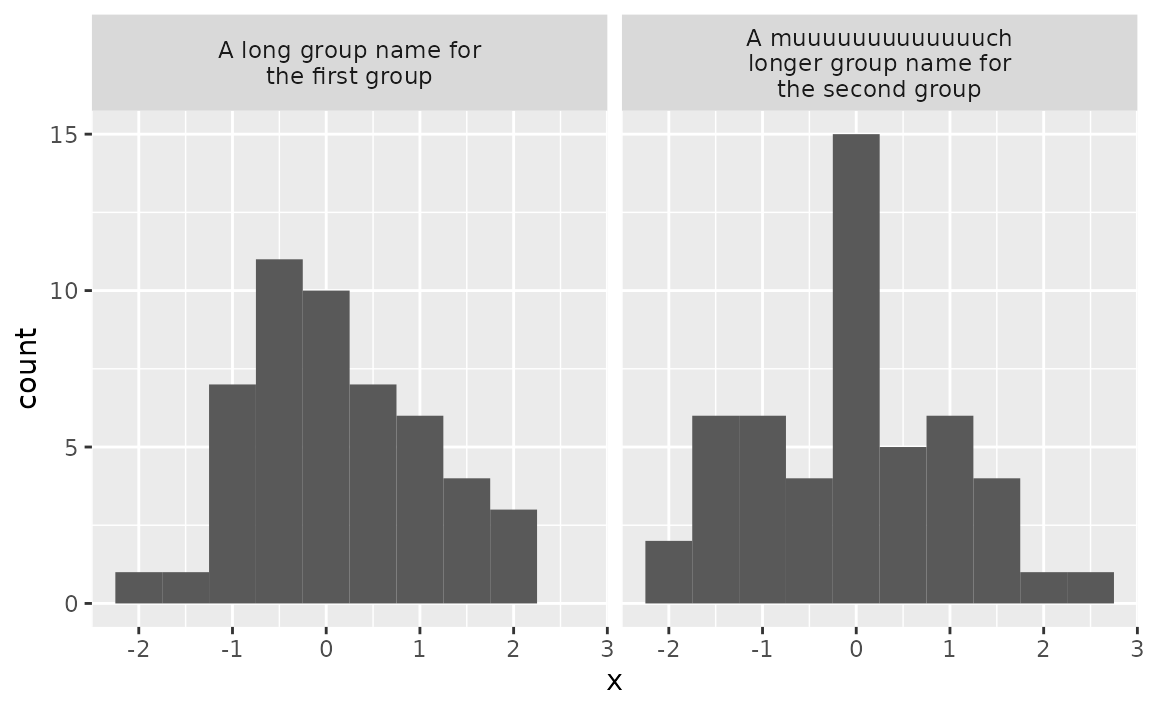 A long group name for
the first group
A muuuuuuuuuuuuuuch
longer group name for
the second group
15
10
5
0
count
-2 -1 0 1 2 3
-2 -1 0 1 2 3
x